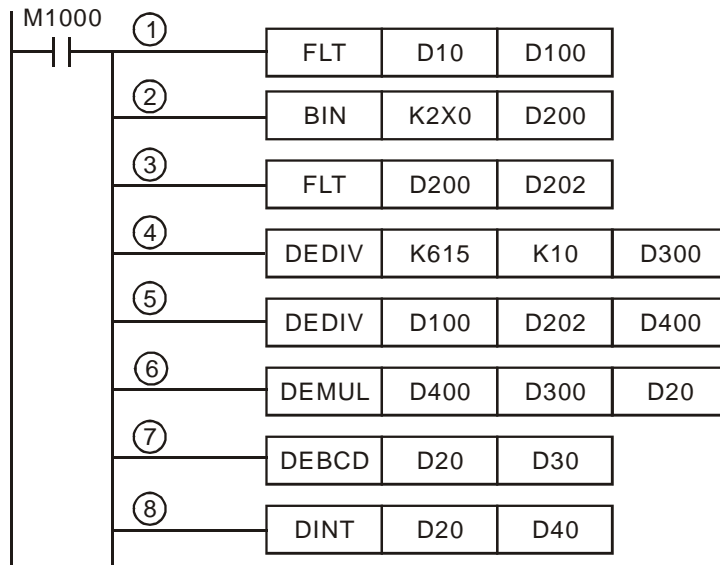 M1000
1 FLT D10 D100
2 BIN K2X0 D200
3 FLT D200 D202
4 DEDIV K615 K10 D300
5 DEDIV D100 D202 D400
6 DEMUL D400 D300 D20
7 DEBCD D20 D30
8 DINT D20 D40